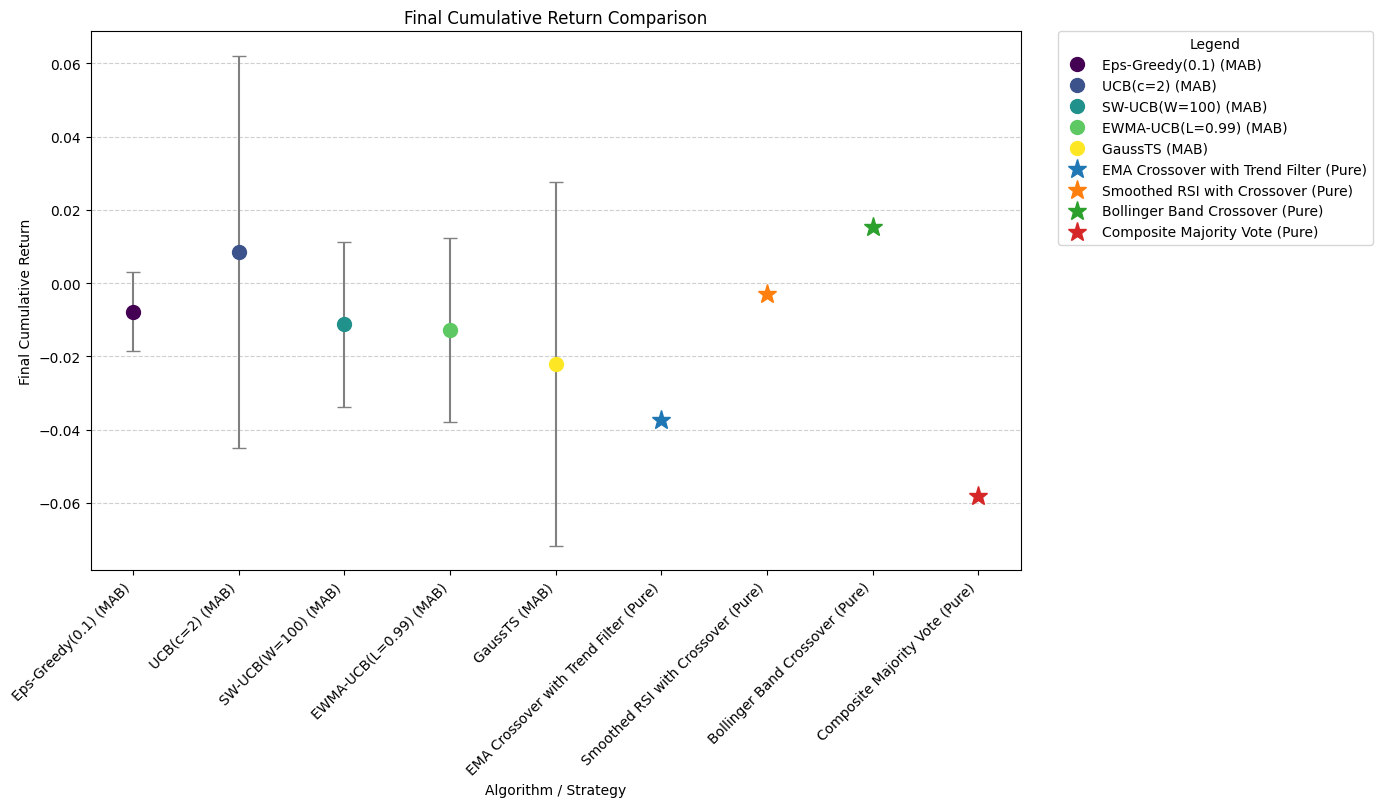 Final Cumulative Return Comparison
Final Cumulative Return
0.06
0.04
0.02
0.00
−0.02
−0.04
−0.06
Eps-Greedy(0.1) (MAB)
UCB(c=2) (MAB)
SW-UCB(W=100) (MAB)
EWMA-UCB(L=0.99) (MAB)
GaussTS (MAB)
EMA Crossover with Trend Filter (Pure)
Smoothed RSI with Crossover (Pure)
Bollinger Band Crossover (Pure)
Composite Majority Vote (Pure)
Algorithm / Strategy
Legend
Eps-Greedy(0.1) (MAB)
UCB(c=2) (MAB)
SW-UCB(W=100) (MAB)
EWMA-UCB(L=0.99) (MAB)
GaussTS (MAB)
EMA Crossover with Trend Filter (Pure)
Smoothed RSI with Crossover (Pure)
Bollinger Band Crossover (Pure)
Composite Majority Vote (Pure)